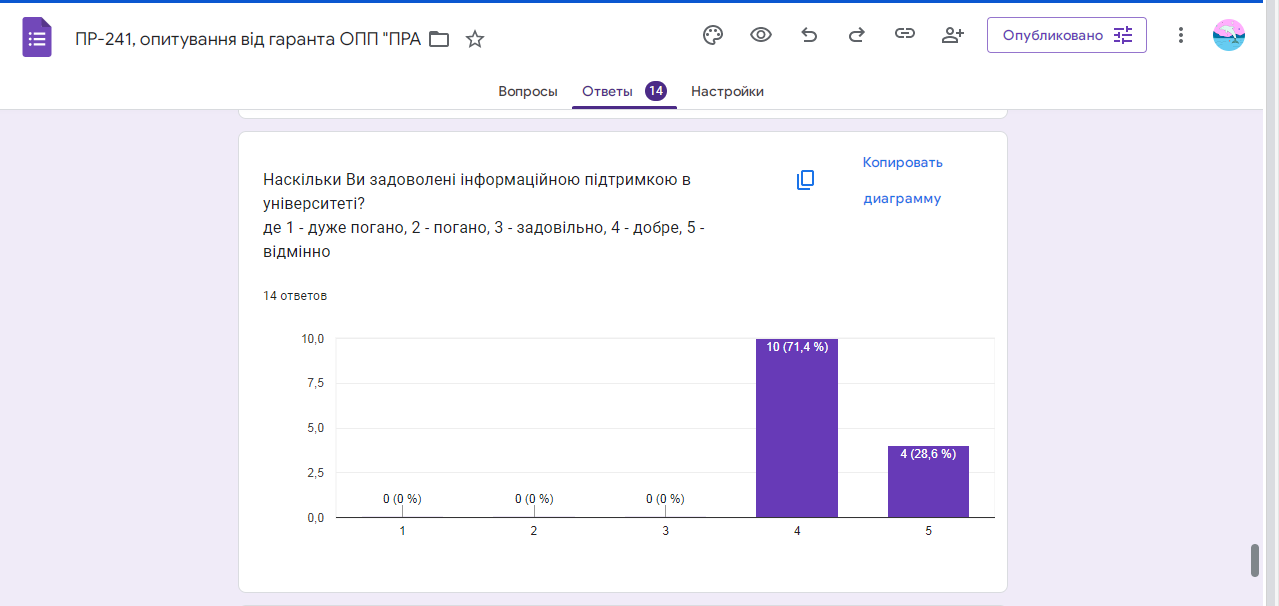 ПР-241, опитування від гаранта ОПП "ПРА
Опубликовано
Вопросы
Ответы 14
Настройки
Наскільки Ви задоволені інформаційною підтримкою в
університеті?
де 1 - дуже погано, 2 - погано, 3 - задовільно, 4 - добре, 5 -
відмінно
Копировать
диаграмму
14 ответов
10,0
7,5
5,0
2,5
0,0
0 (0 %)
0 (0 %)
0 (0 %)
10 (71,4 %)
4 (28,6 %)
1
2
3
4
5